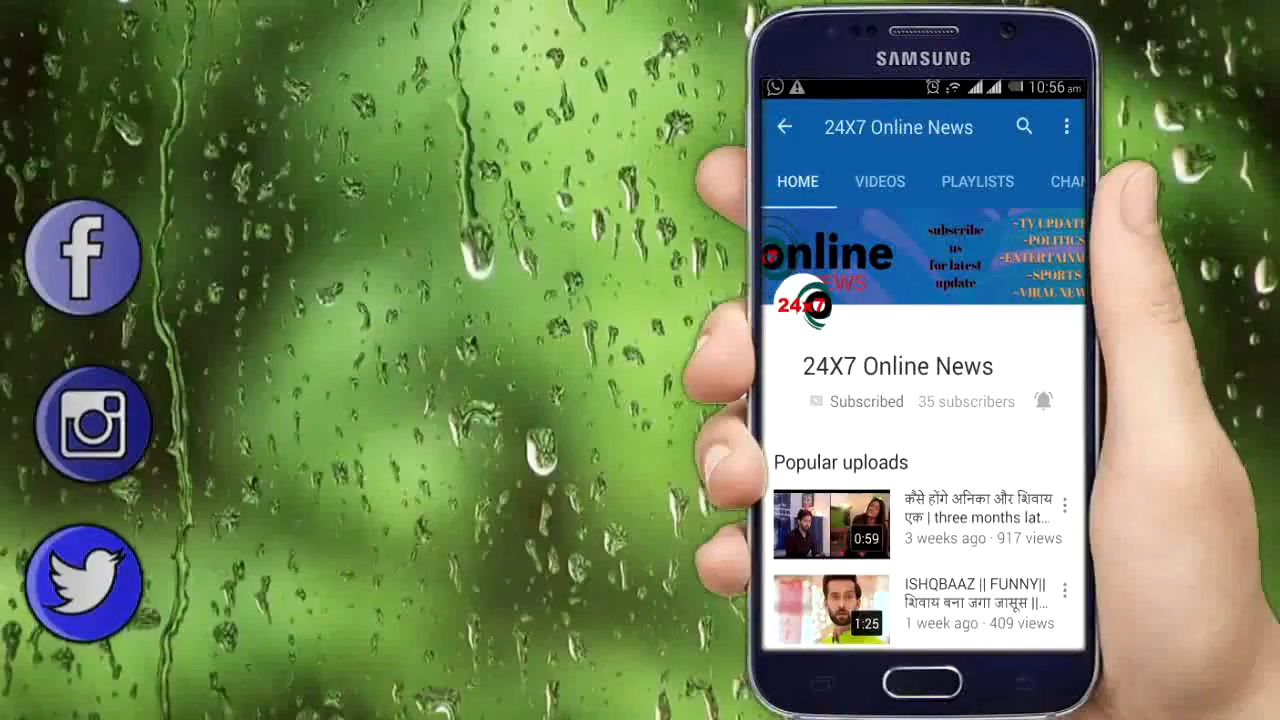 SAMSUNG
10:56 am
24X7 Online News
HOME VIDEOS PLAYLISTS CHAN
online
NEWS
24x7
subscribe
us
for latest
update
~TV UPDATE
~POLITICS
~ENTERTAINM
~SPORTS
~VIRAL NEW
24X7 Online News
Subscribed 35 subscribers
Popular uploads
कैसे होंगे अनिका और शिवाय
एक | three months lat...
3 weeks ago · 917 views
0:59
ISHQBAAZ || FUNNY||
शिवाय बना जगा जासूस ||...
1 week ago · 409 views
1:25